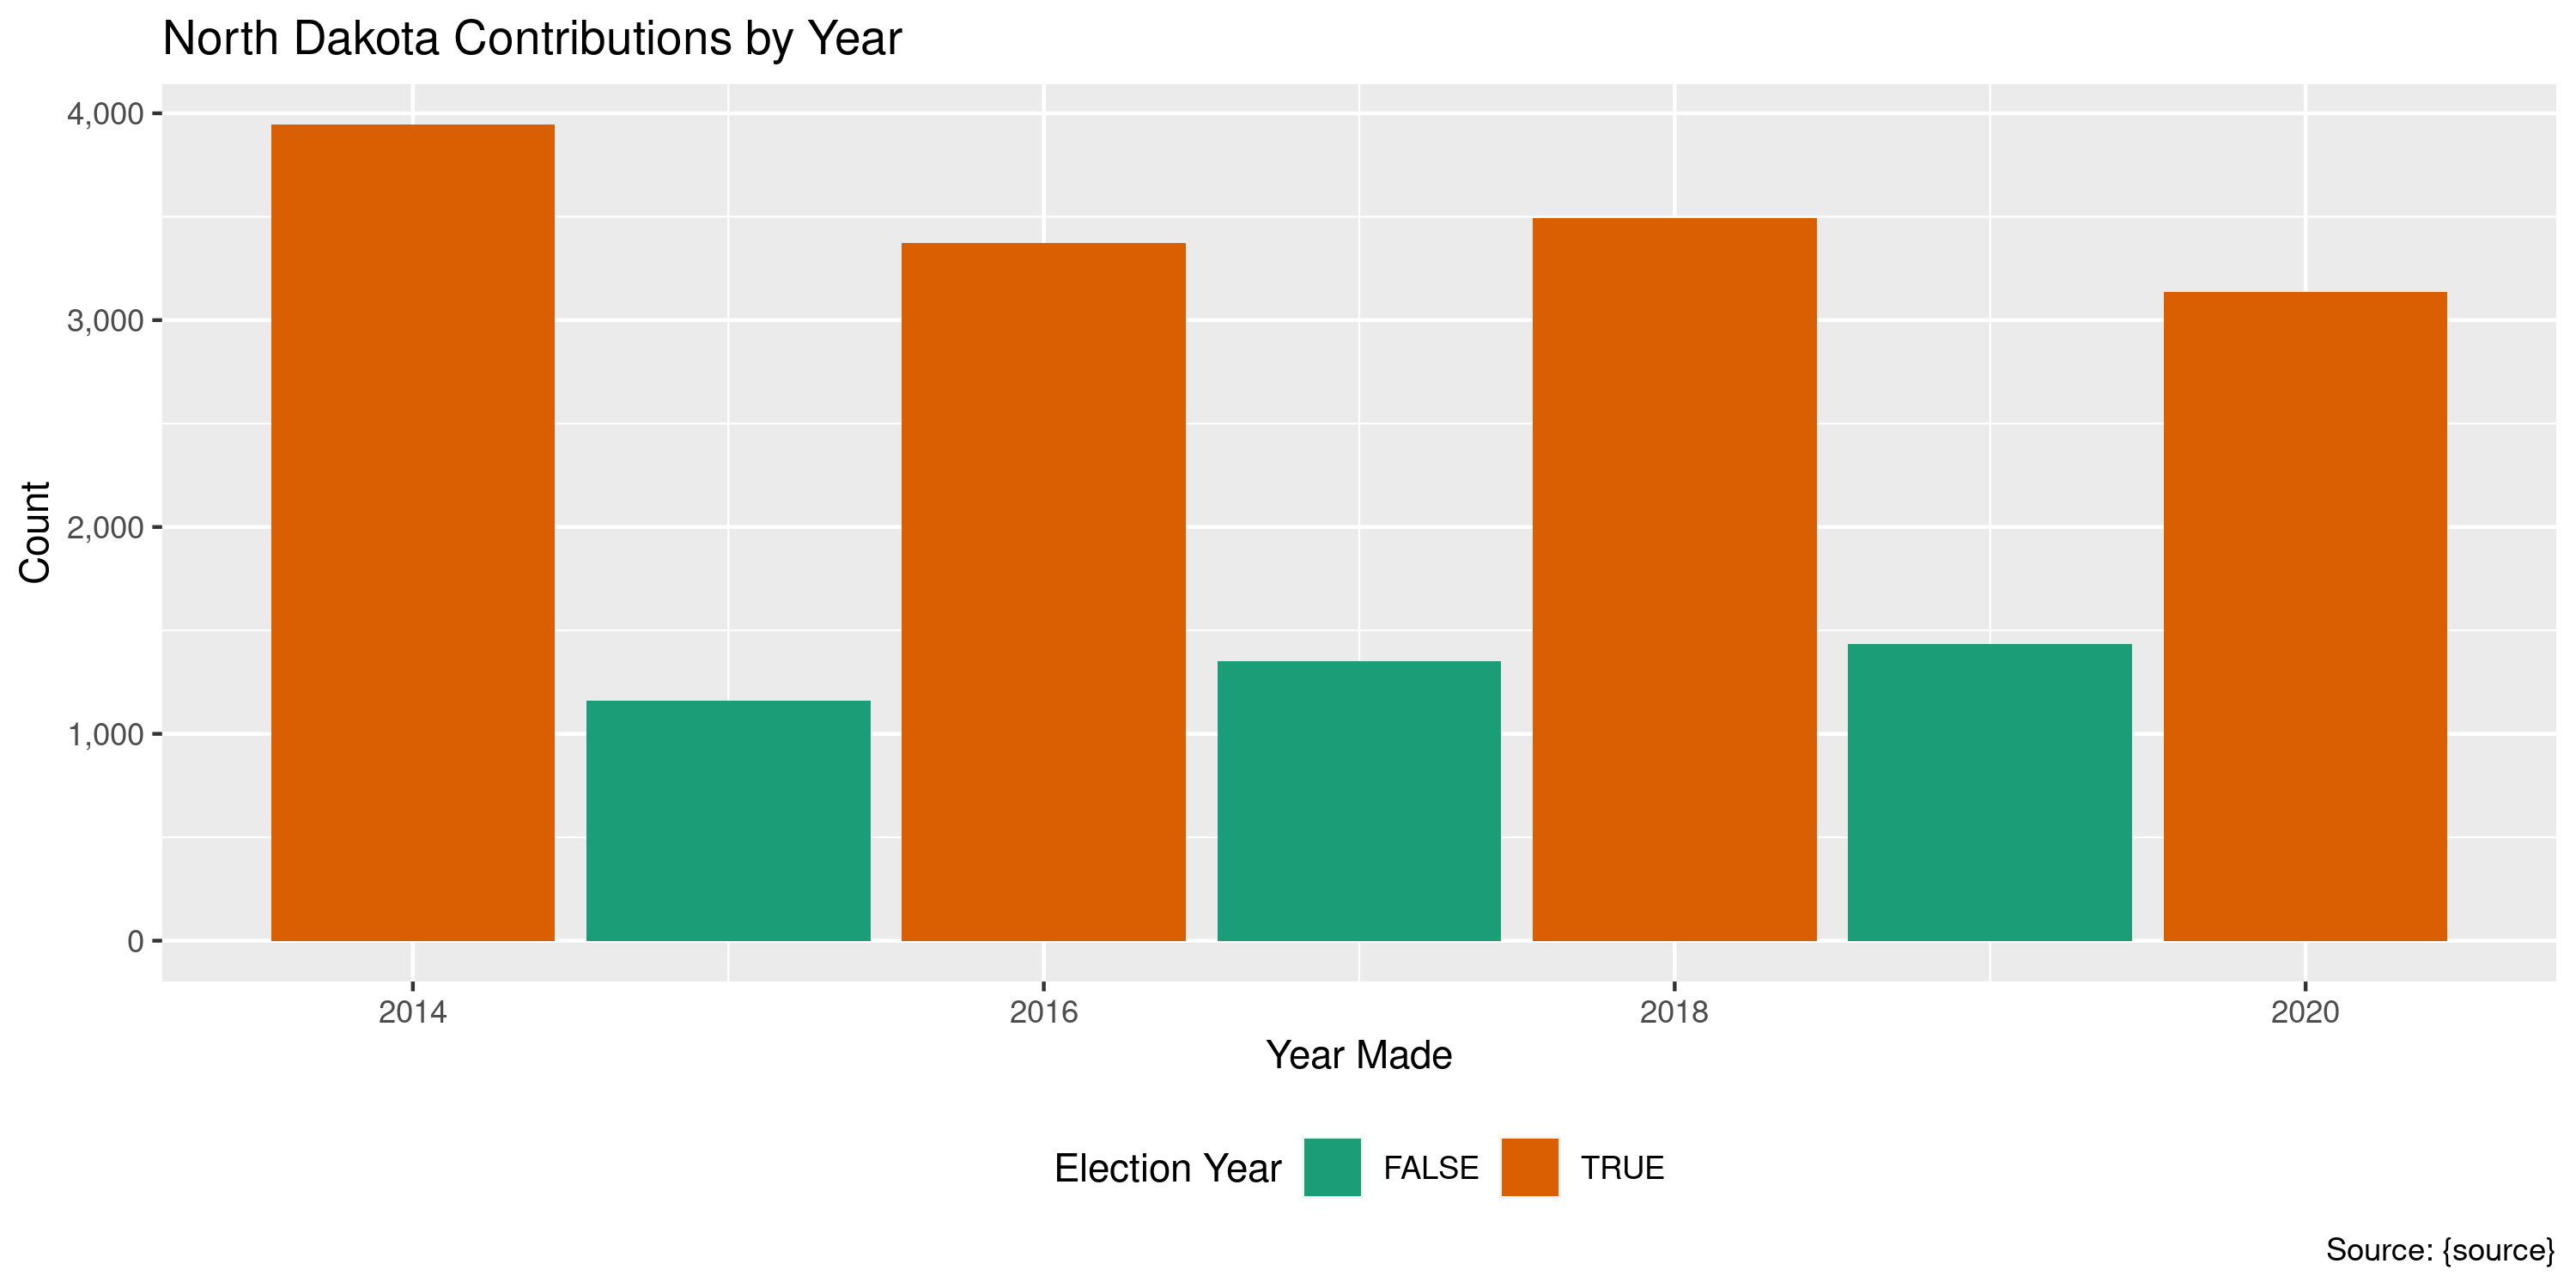 North Dakota Contributions by Year
4,000
3,000
2,000
1,000
0
Count
2014 2016 2018 2020
Year Made
Election Year FALSE TRUE
Source: {source}